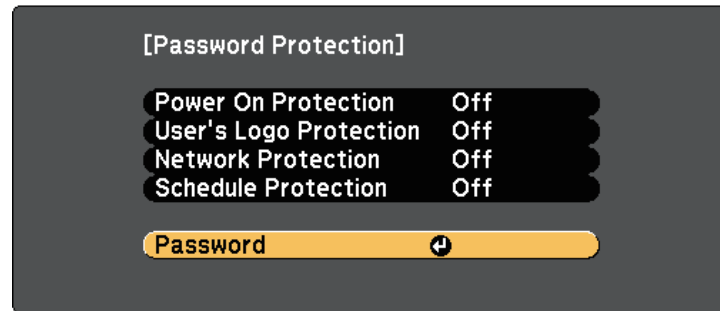 [Password Protection]
Power On Protection Off
User's Logo Protection Off
Network Protection Off
Schedule Protection Off
Password